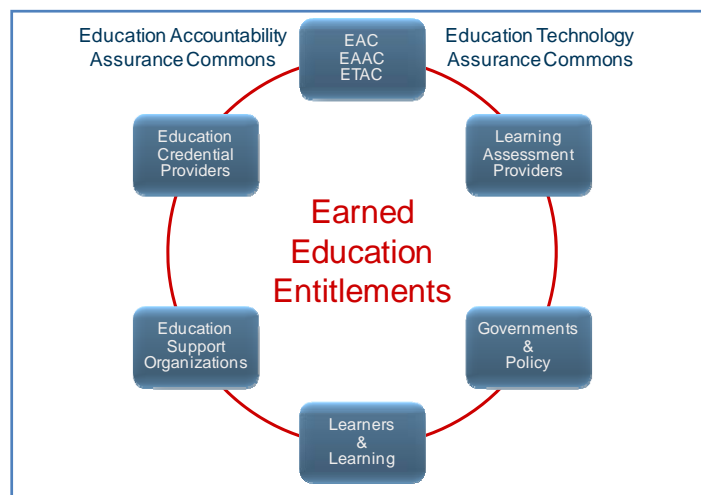 Education Accountability
Assurance Commons
EAC
EAAC
ETAC
Education Technology
Assurance Commons
Education
Credential
Providers
Learning
Assessment
Providers
Earned
Education
Entitlements
Education
Support
Organizations
Governments
&
Policy
Learners
&
Learning